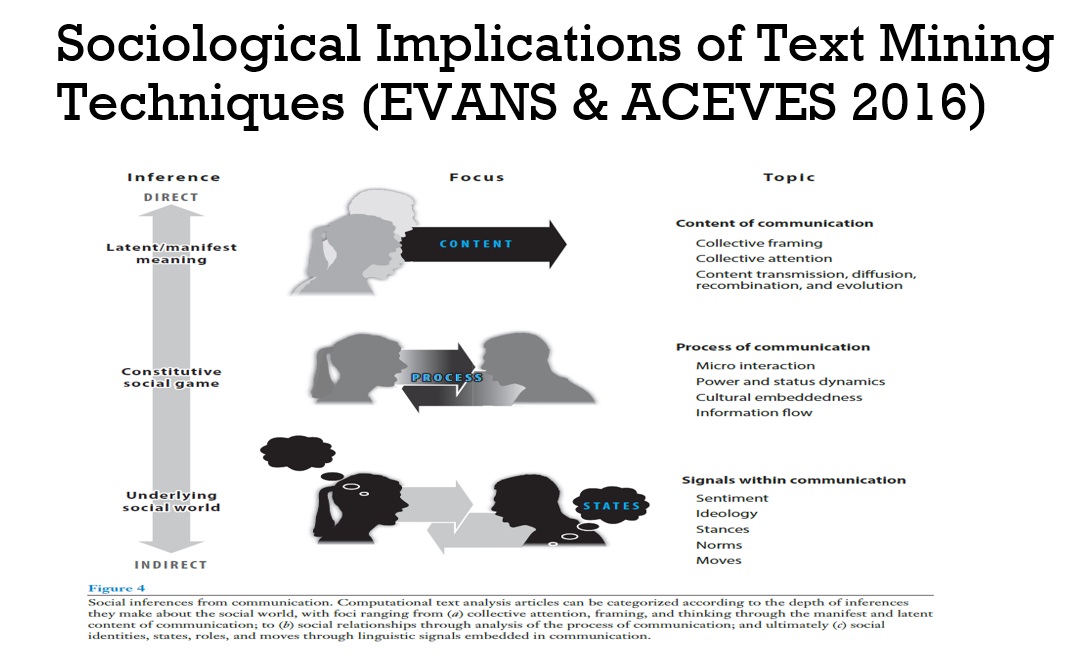 Sociological Implications of Text Mining
Techniques (EVANS & ACEVES 2016)
Inference
Focus
Topic
DIRECT
Latent/manifest
meaning
CONTENT
Content of communication
Collective framing
Collective attention
Content transmission, diffusion,
recombination, and evolution
Constitutive
social game
PROCESS
Process of communication
Micro interaction
Power and status dynamics
Cultural embeddedness
Information flow
Underlying
social world
STATES
Signals within communication
Sentiment
Ideology
Stances
Norms
Moves
INDIRECT
Figure 4
Social inferences from communication. Computational text analysis articles can be categorized according to the depth of inferences
they make about the social world, with foci ranging from (a) collective attention, framing, and thinking through the manifest and latent
content of communication; to (b) social relationships through analysis of the process of communication; and ultimately (c) social
identities, states, roles, and moves through linguistic signals embedded in communication.